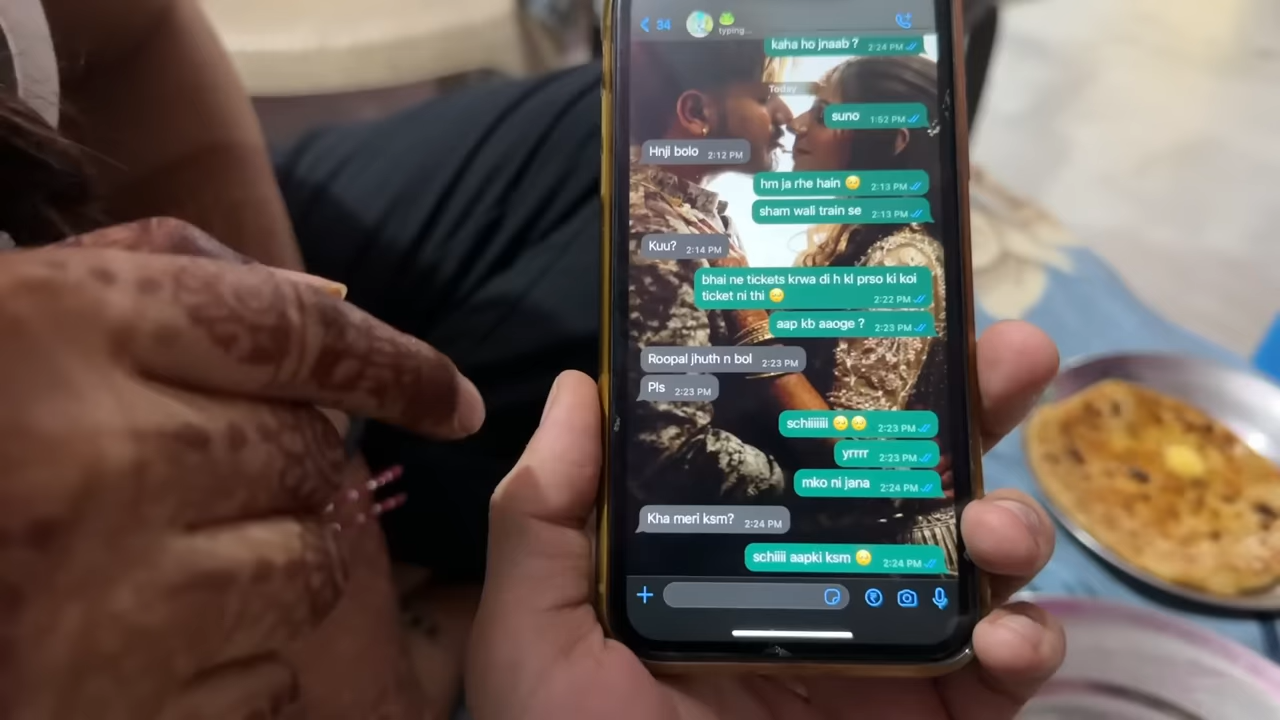 34
typing...
kaha ho jnaab ? 2:24 PM
Today
suno 1:52 PM
Hnji bolo 2:12 PM
hm ja rhe hain 🥺 2:13 PM
sham wali train se 2:13 PM
Kuu? 2:14 PM
bhai ne tickets krwa di h kl prso ki koi
ticket ni thi 🥺 2:22 PM
aap kb aaoge ? 2:23 PM
Roopal jhuth n bol 2:23 PM
Pls 2:23 PM
schiiiiiii 🥺🥺 2:23 PM
yrrrr 2:23 PM
mko ni jana 2:24 PM
Kha meri ksm? 2:24 PM
schiiii aapki ksm 🥺 2:24 PM